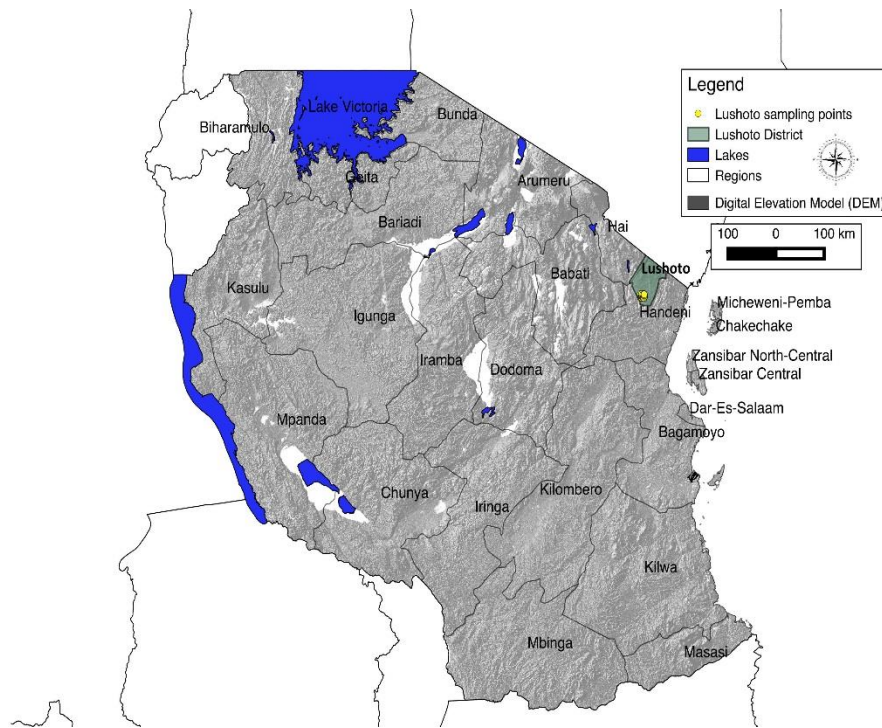 Lake Victoria
Bunda
Biharamulo
Geita
Arumeru
Bariadi
Hai
Kasulu
Babati
Lushoto
Igunga
Handeni
Micheweni-Pemba
Chakechake
Iramba
Dodoma
Zansibar North-Central
Zansibar Central
Mpanda
Dar-Es-Salaam
Bagamoyo
Chunya
Iringa
Kilombero
Kilwa
Mbinga
Masasi
Legend
Lushoto sampling points
Lushoto District
Lakes
Regions
Digital Elevation Model (DEM)
100 0 100 km